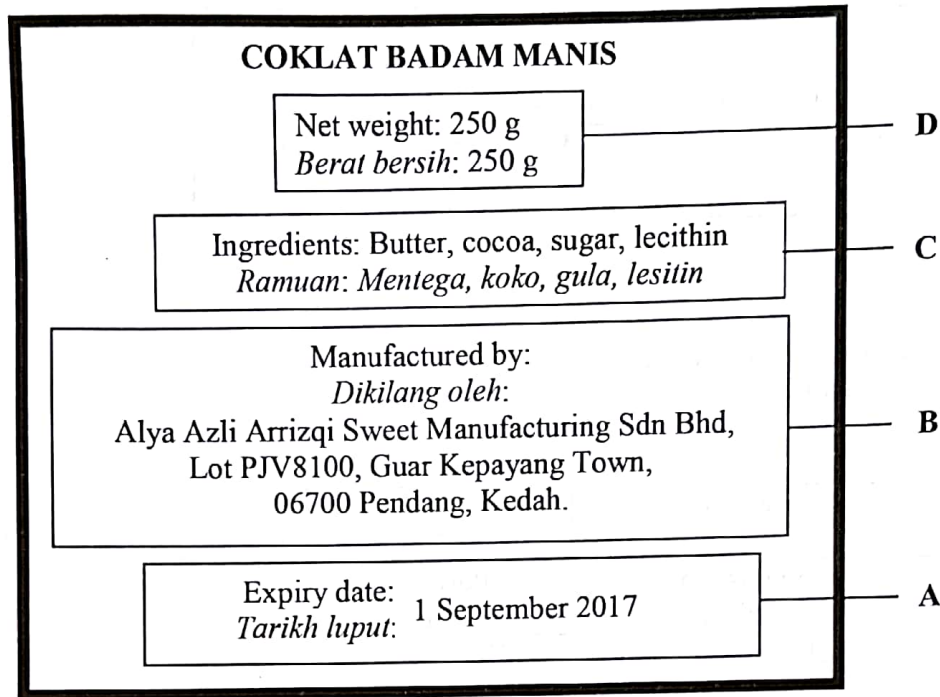 COKLAT BADAM MANIS
Net weight: 250 g
Berat bersih: 250 g
D
Ingredients: Butter, cocoa, sugar, lecithin
Ramuan: Mentega, koko, gula, lesitin
C
Manufactured by:
Dikilang oleh:
Alya Azli Arrizqi Sweet Manufacturing Sdn Bhd,
Lot PJV8100, Guar Kepayang Town,
06700 Pendang, Kedah.
B
Expiry date:
Tarikh luput:
1 September 2017
A